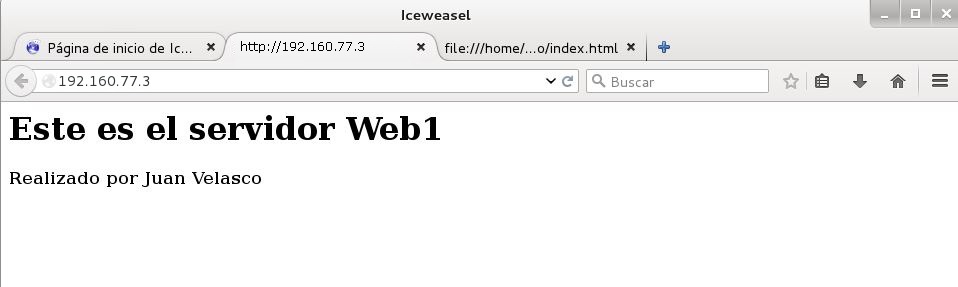 Iceweasel
Página de inicio de Ic... http://192.160.77.3 file:///home/...o/index.html
192.160.77.3 Buscar
Este es el servidor Web1
Realizado por Juan Velasco